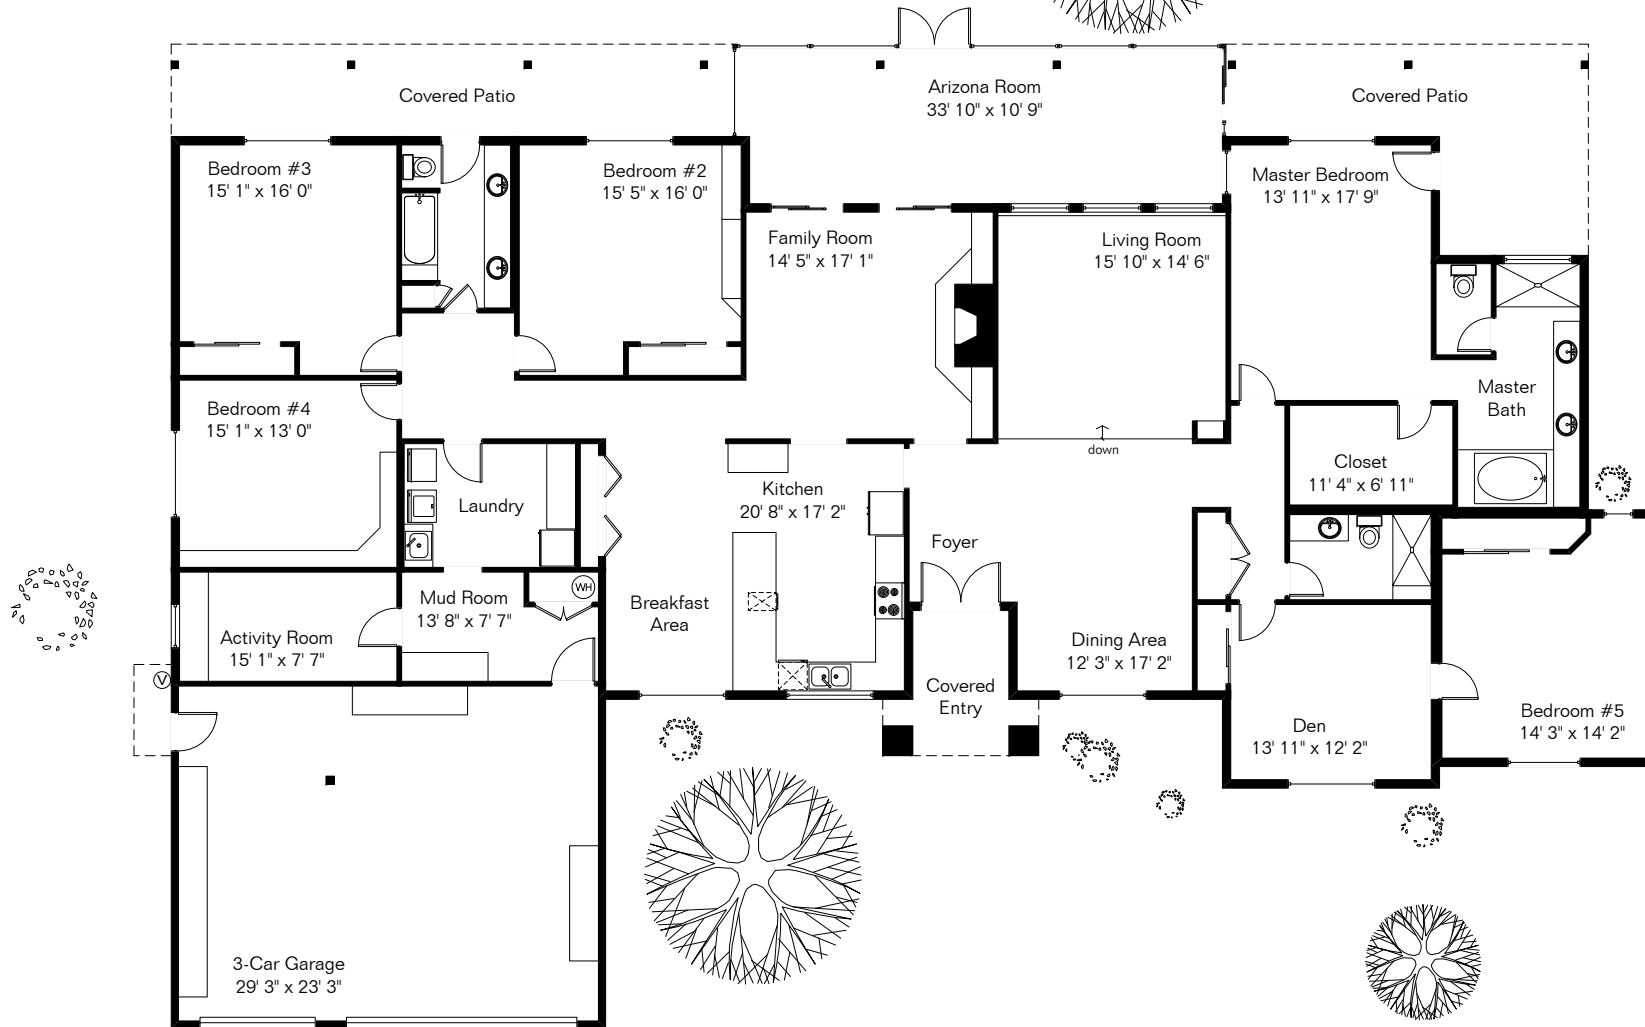 Covered Patio
Arizona Room
33' 10" x 10' 9"
Covered Patio
Bedroom #3
15' 1" x 16' 0"
Bedroom #2
15' 5" x 16' 0"
Master Bedroom
13' 11" x 17' 9"
Family Room
14' 5" x 17' 1"
Living Room
15' 10" x 14' 6"
Master
Bath
Bedroom #4
15' 1" x 13' 0"
down
Closet
11' 4" x 6' 11"
Laundry
Kitchen
20' 8" x 17' 2"
Foyer
WH
Mud Room
13' 8" x 7' 7"
Breakfast
Area
Activity Room
15' 1" x 7' 7"
Dining Area
12' 3" x 17' 2"
V
Covered
Entry
Den
13' 11" x 12' 2"
Bedroom #5
14' 3" x 14' 2"
3-Car Garage
29' 3" x 23' 3"